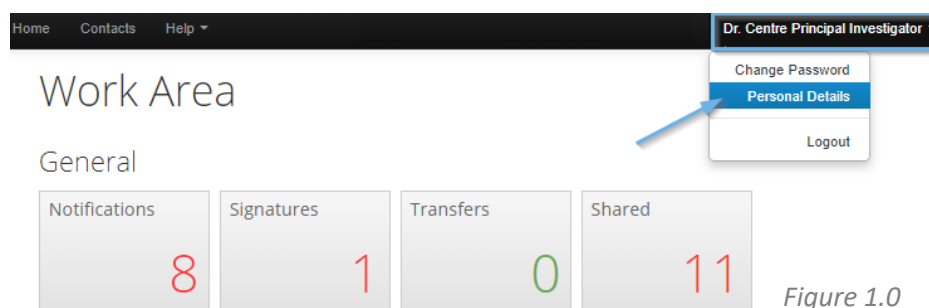 Home Contacts Help
Dr. Centre Principal Investigator
Change Password
Personal Details
Logout
Work Area
General
Notifications Signatures Transfers Shared
8 1 0 11
Figure 1.0